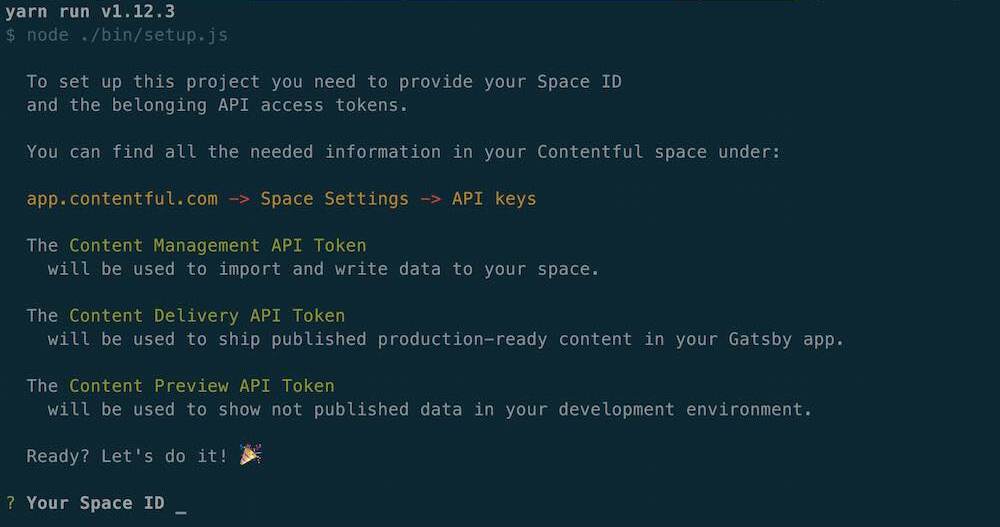 yarn run v1.12.3
$ node ./bin/setup.js
To set up this project you need to provide your Space ID
and the belonging API access tokens.
You can find all the needed information in your Contentful space under:
app.contentful.com -> Space Settings -> API keys
The Content Management API Token
will be used to import and write data to your space.
The Content Delivery API Token
will be used to ship published production-ready content in your Gatsby app.
The Content Preview API Token
will be used to show not published data in your development environment.
Ready? Let's do it! 🎉
? Your Space ID _